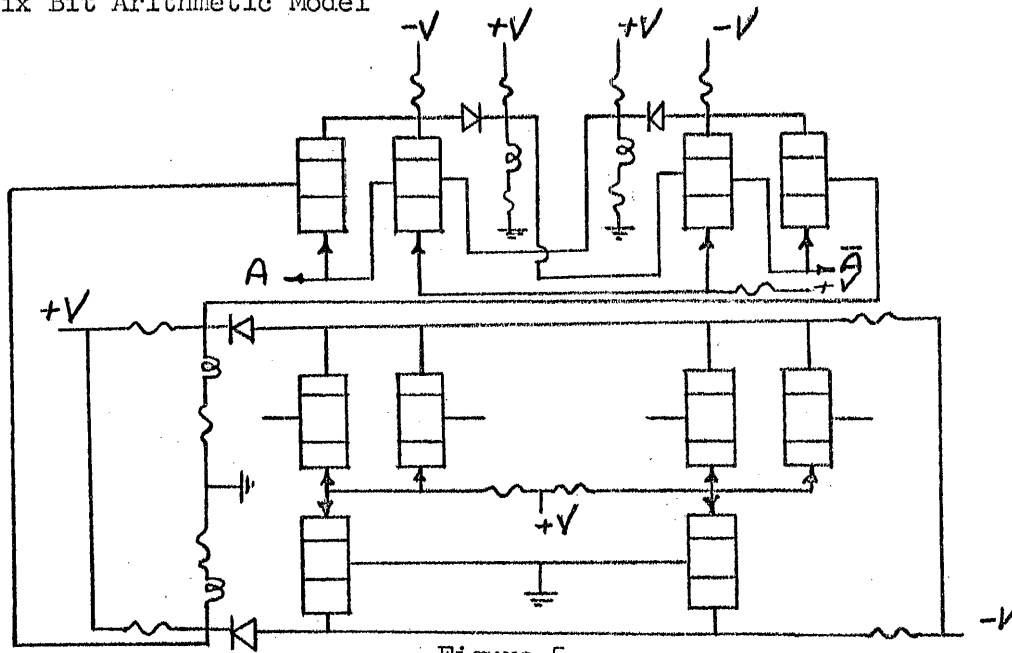 ix Bit Arithmetic Model
-V +V +V -V
A Ā
+V
+V
+V
-V
Figure 5